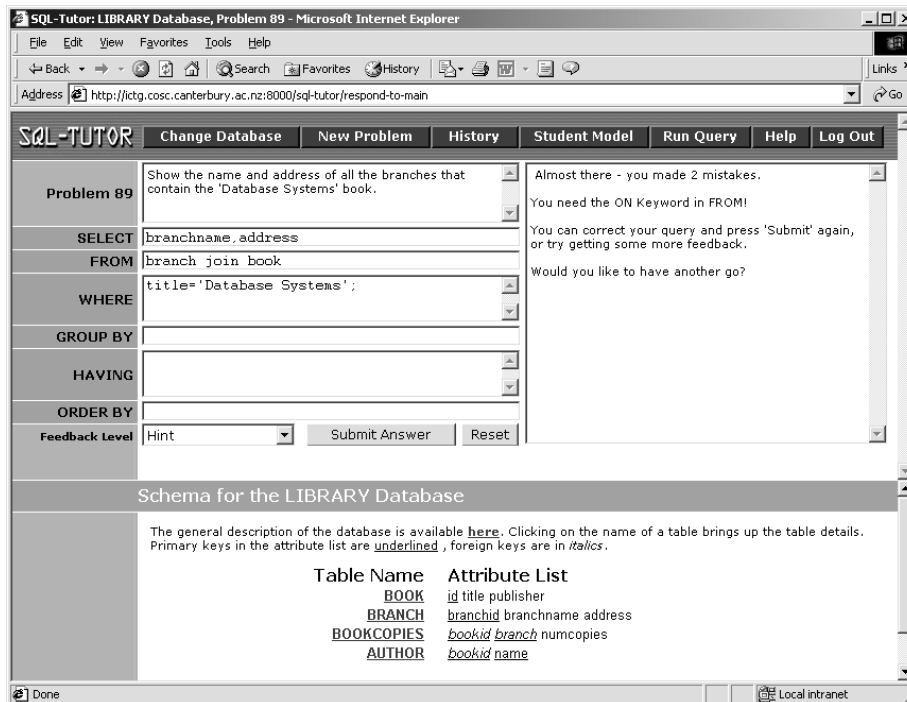 SQL-Tutor: LIBRARY Database, Problem 89 - Microsoft Internet Explorer
File Edit View Favorites Tools Help
Back Search Favorites History Links
Address http://ictg.cosc.canterbury.ac.nz:8000/sql-tutor/respond-to-main Go
SQL-TUTOR Change Database New Problem History Student Model Run Query Help Log Out
Problem 89
Show the name and address of all the branches that
contain the 'Database Systems' book.
SELECT branchname,address
FROM branch join book
WHERE title='Database Systems';
GROUP BY
HAVING
ORDER BY
Feedback Level Hint Submit Answer Reset
Almost there - you made 2 mistakes.
You need the ON Keyword in FROM!
You can correct your query and press 'Submit' again,
or try getting some more feedback.
Would you like to have another go?
Schema for the LIBRARY Database
The general description of the database is available here. Clicking on the name of a table brings up the table details.
Primary keys in the attribute list are underlined , foreign keys are in italics.
Table Name Attribute List
BOOK id title publisher
BRANCH branchid branchname address
BOOKCOPIES bookid branch numcopies
AUTHOR bookid name
Done Local intranet